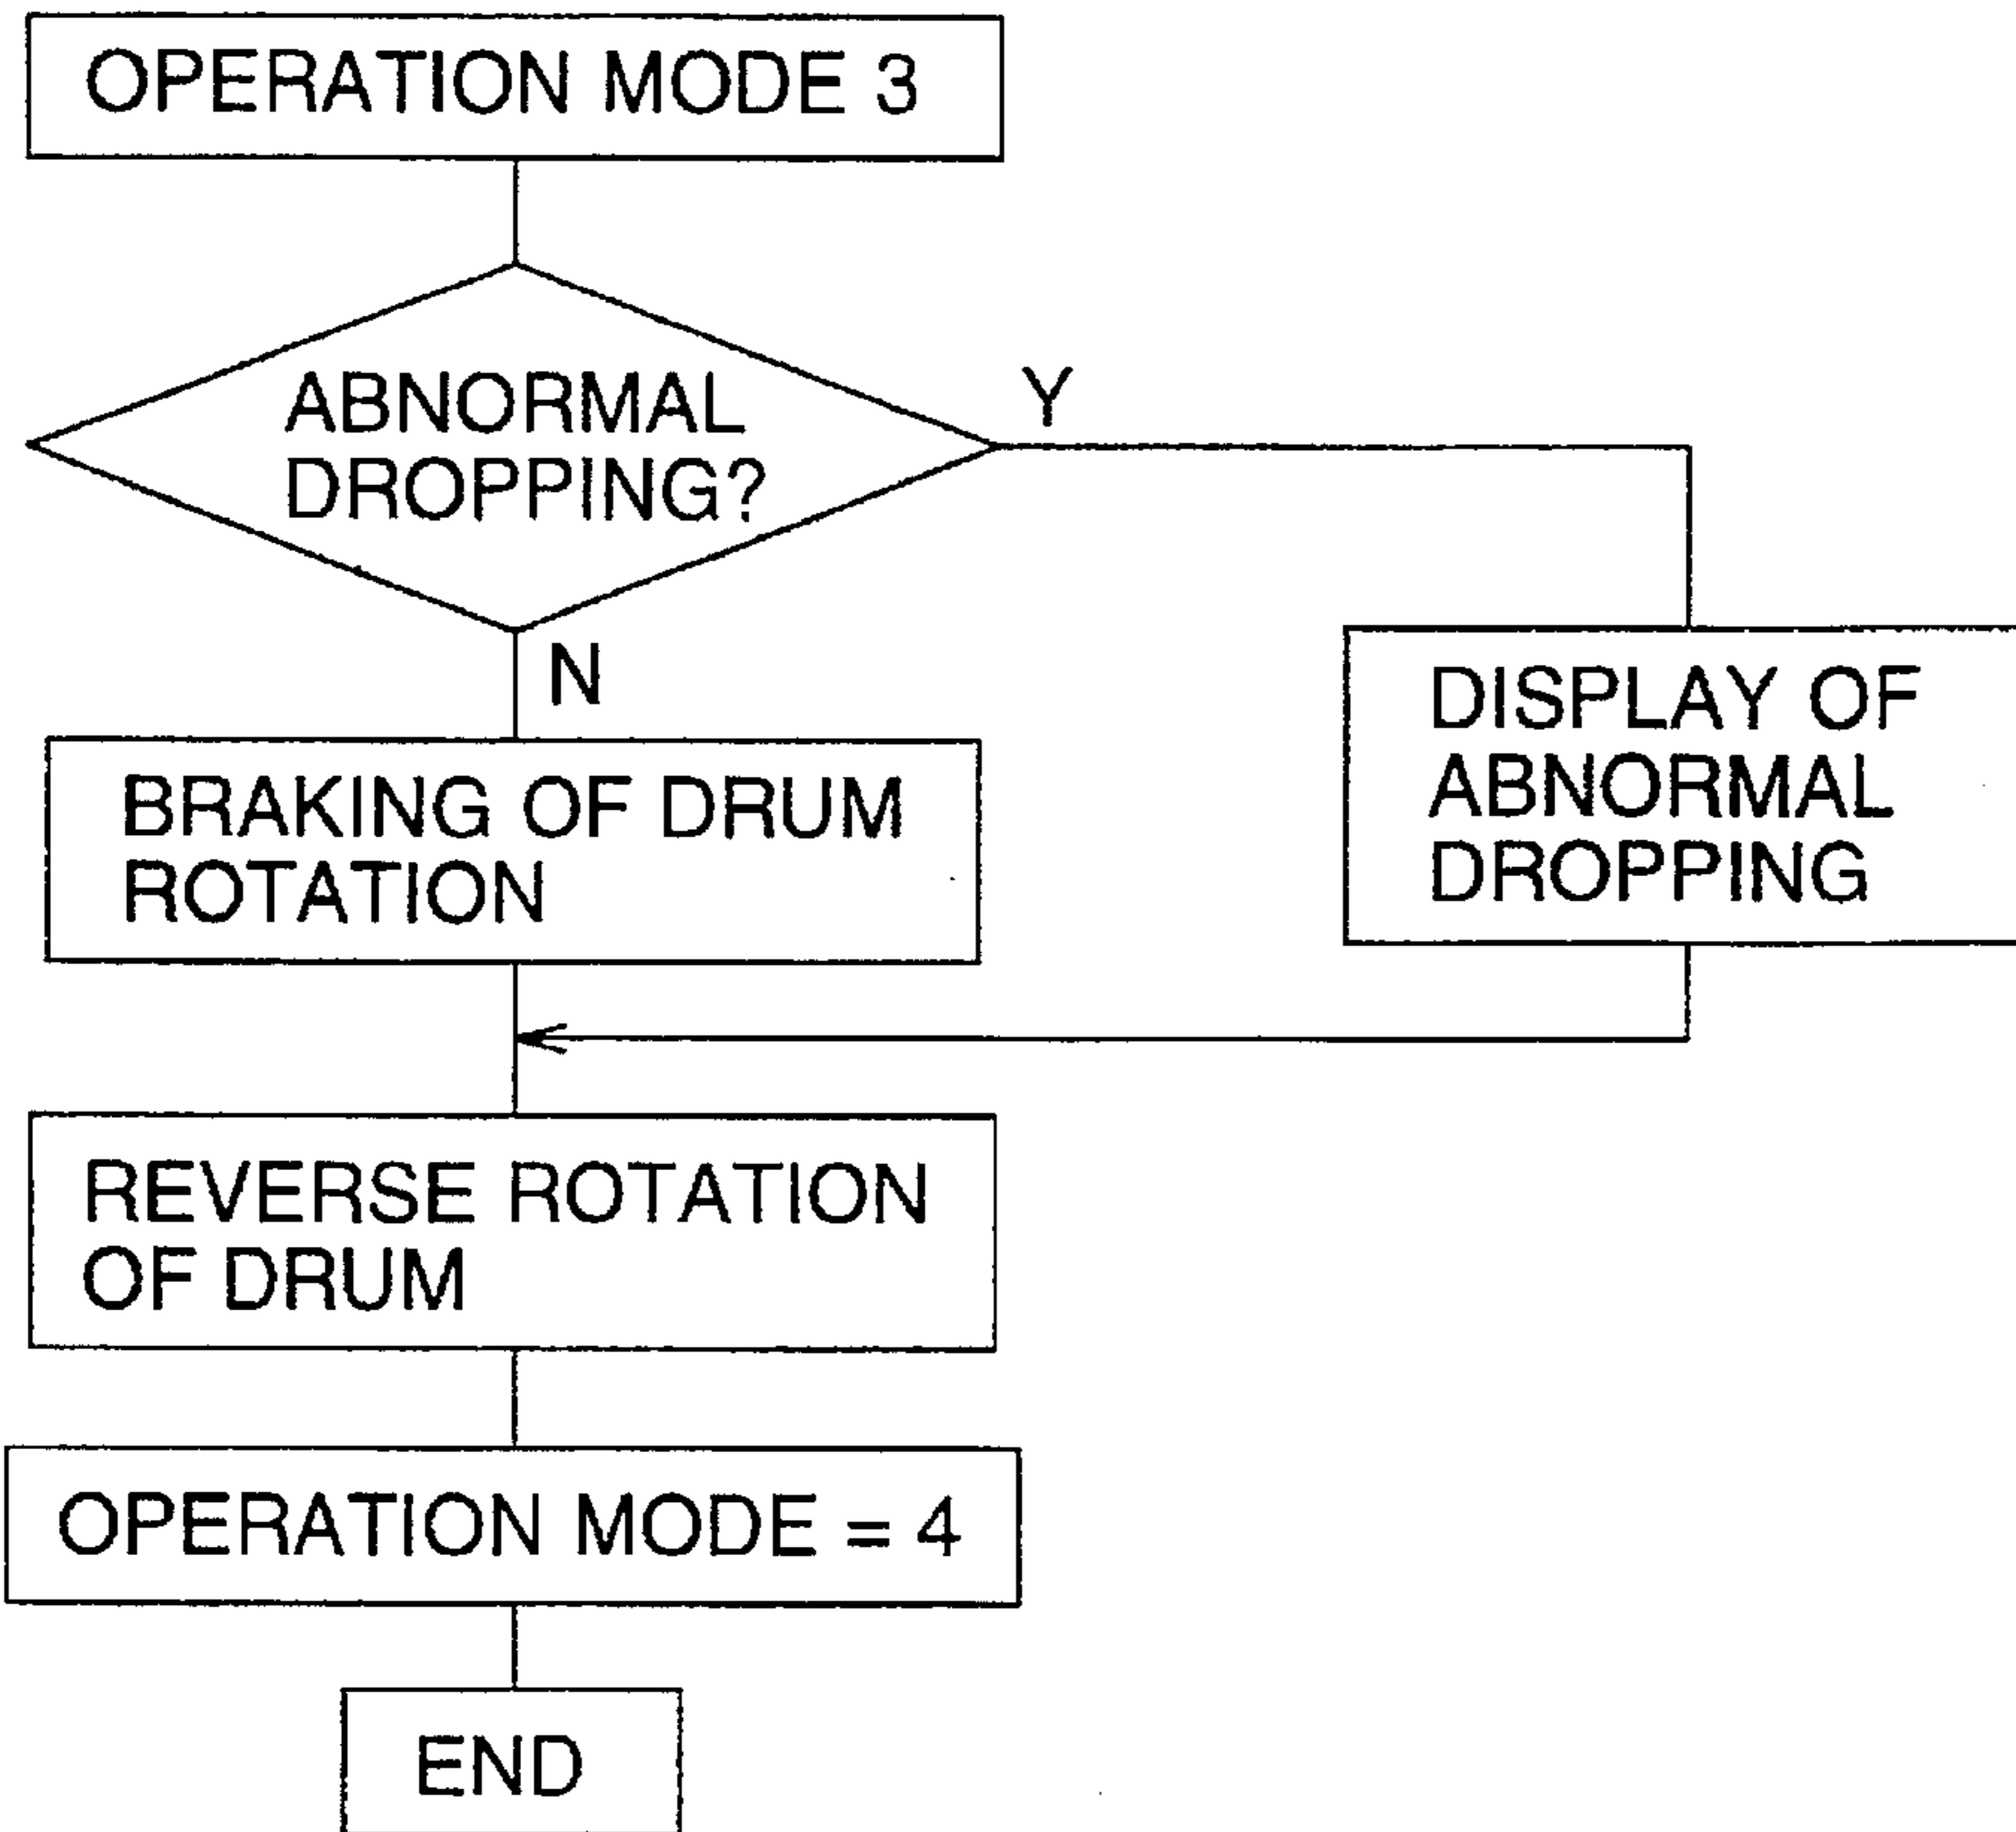 OPERATION MODE 3
ABNORMAL
DROPPING?
Y
N
BRAKING OF DRUM
ROTATION
DISPLAY OF
ABNORMAL
DROPPING
REVERSE ROTATION
OF DRUM
OPERATION MODE = 4
END